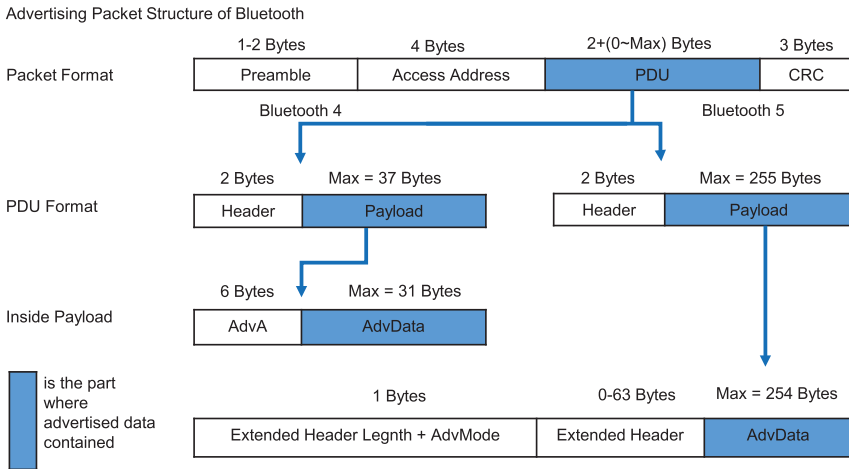 Advertising Packet Structure of Bluetooth
1-2 Bytes
4 Bytes
2+(0~Max) Bytes
3 Bytes
Packet Format
Preamble
Access Address
PDU
CRC
Bluetooth 4
Bluetooth 5
2 Bytes
Max = 37 Bytes
2 Bytes
Max = 255 Bytes
PDU Format
Header
Payload
Header
Payload
6 Bytes
Max = 31 Bytes
Inside Payload
AdvA
AdvData
is the part
where
advertised data
contained
1 Bytes
0-63 Bytes
Max = 254 Bytes
Extended Header Legnth + AdvMode
Extended Header
AdvData